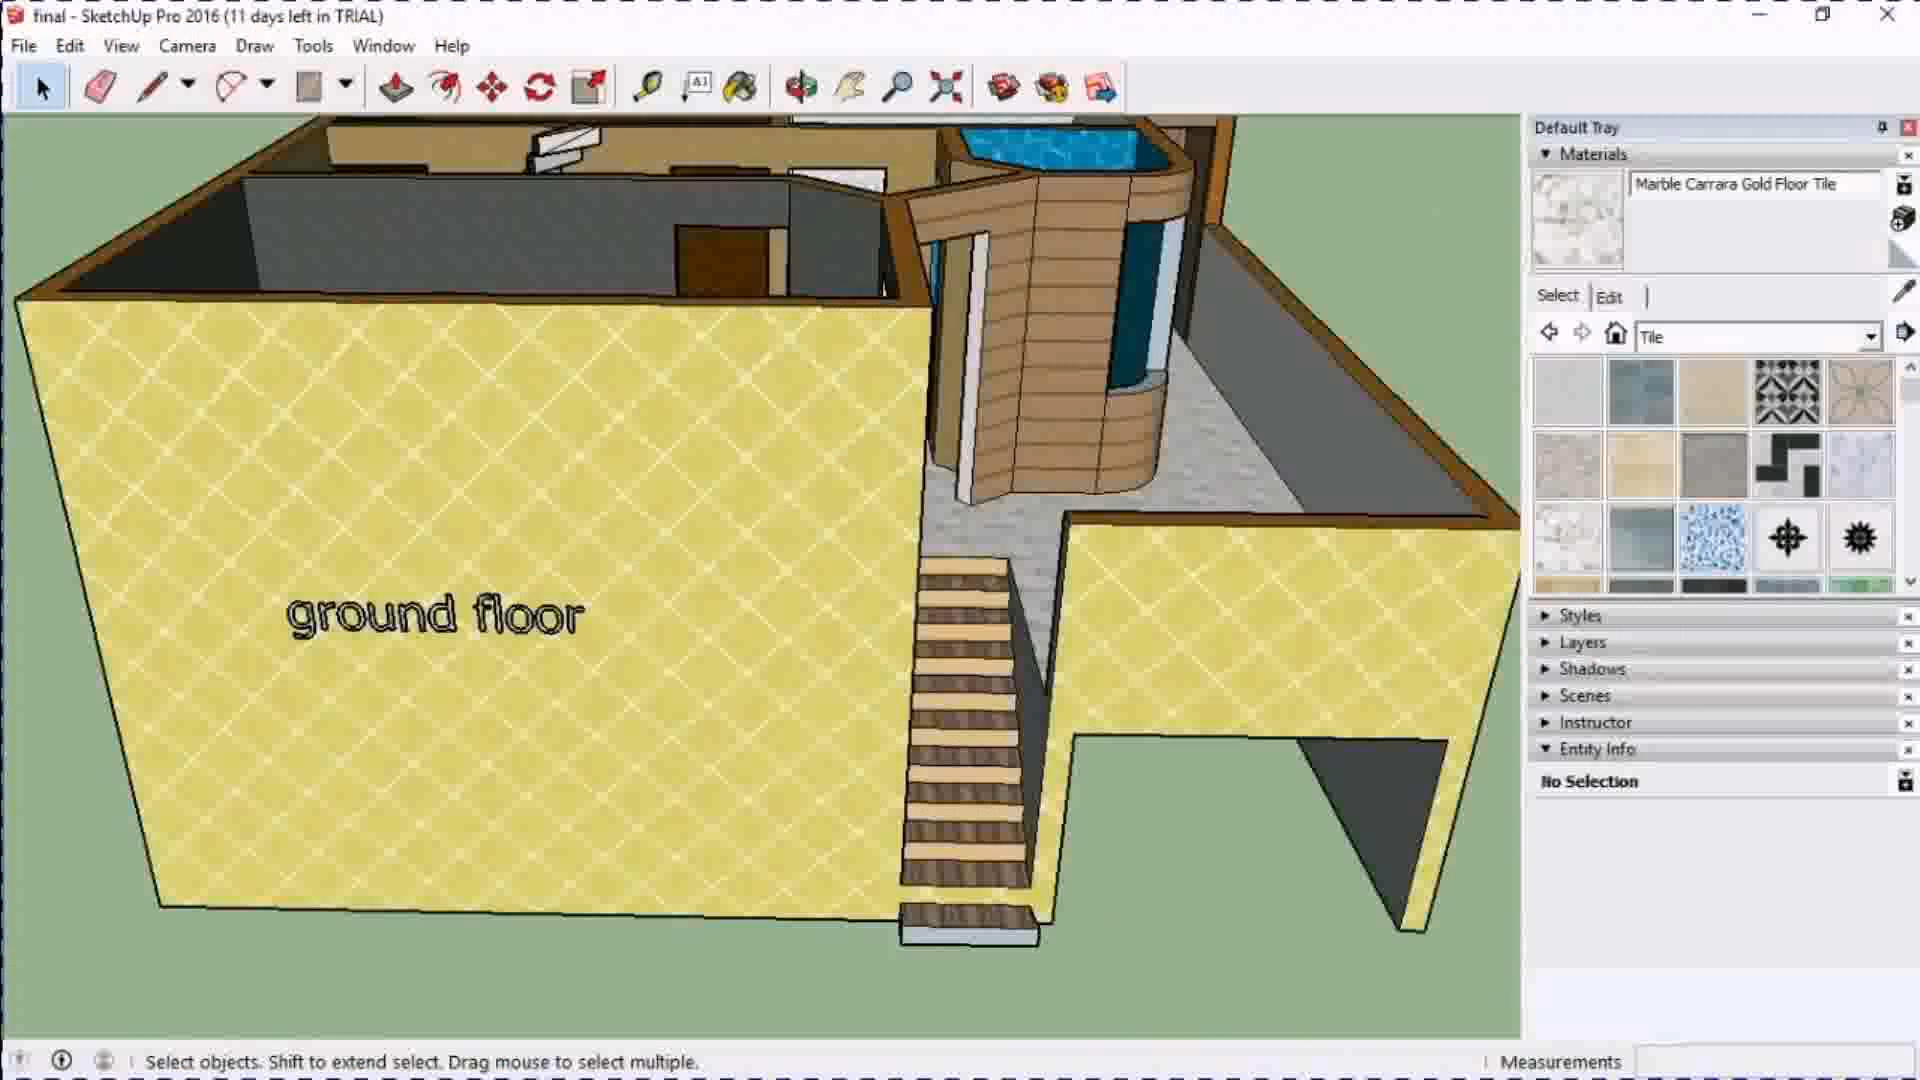 final - SketchUp Pro 2016 (11 days left in TRIAL)
File Edit View Camera Draw Tools Window Help
A1
Default Tray
Materials
Marble Carrara Gold Floor Tile
Select Edit
Tile
ground floor
Styles
Layers
Shadows
Scenes
Instructor
Entity Info
No Selection
Select objects. Shift to extend select. Drag mouse to select multiple.
Measurements